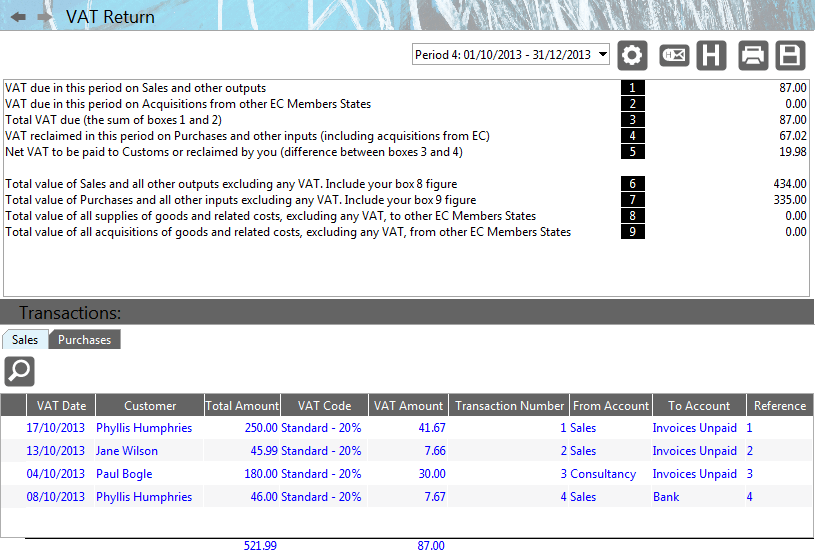 VAT Return
Period 4: 01/10/2013 - 31/12/2013
H
VAT due in this period on Sales and other outputs 1 87.00
VAT due in this period on Acquisitions from other EC Members States 2 0.00
Total VAT due (the sum of boxes 1 and 2) 3 87.00
VAT reclaimed in this period on Purchases and other inputs (including acquisitions from EC) 4 67.02
Net VAT to be paid to Customs or reclaimed by you (difference between boxes 3 and 4) 5 19.98
Total value of Sales and all other outputs excluding any VAT. Include your box 8 figure 6 434.00
Total value of Purchases and all other inputs excluding any VAT. Include your box 9 figure 7 335.00
Total value of all supplies of goods and related costs, excluding any VAT, to other EC Members States 8 0.00
Total value of all acquisitions of goods and related costs, excluding any VAT, from other EC Members States 9 0.00
Transactions:
Sales Purchases
VAT Date Customer Total Amount VAT Code VAT Amount Transaction Number From Account To Account Reference
17/10/2013 Phyllis Humphries 250.00 Standard - 20% 41.67 1 Sales Invoices Unpaid 1
13/10/2013 Jane Wilson 45.99 Standard - 20% 7.66 2 Sales Invoices Unpaid 2
04/10/2013 Paul Bogle 180.00 Standard - 20% 30.00 3 Consultancy Invoices Unpaid 3
08/10/2013 Phyllis Humphries 46.00 Standard - 20% 7.67 4 Sales Bank 4
521.99 87.00